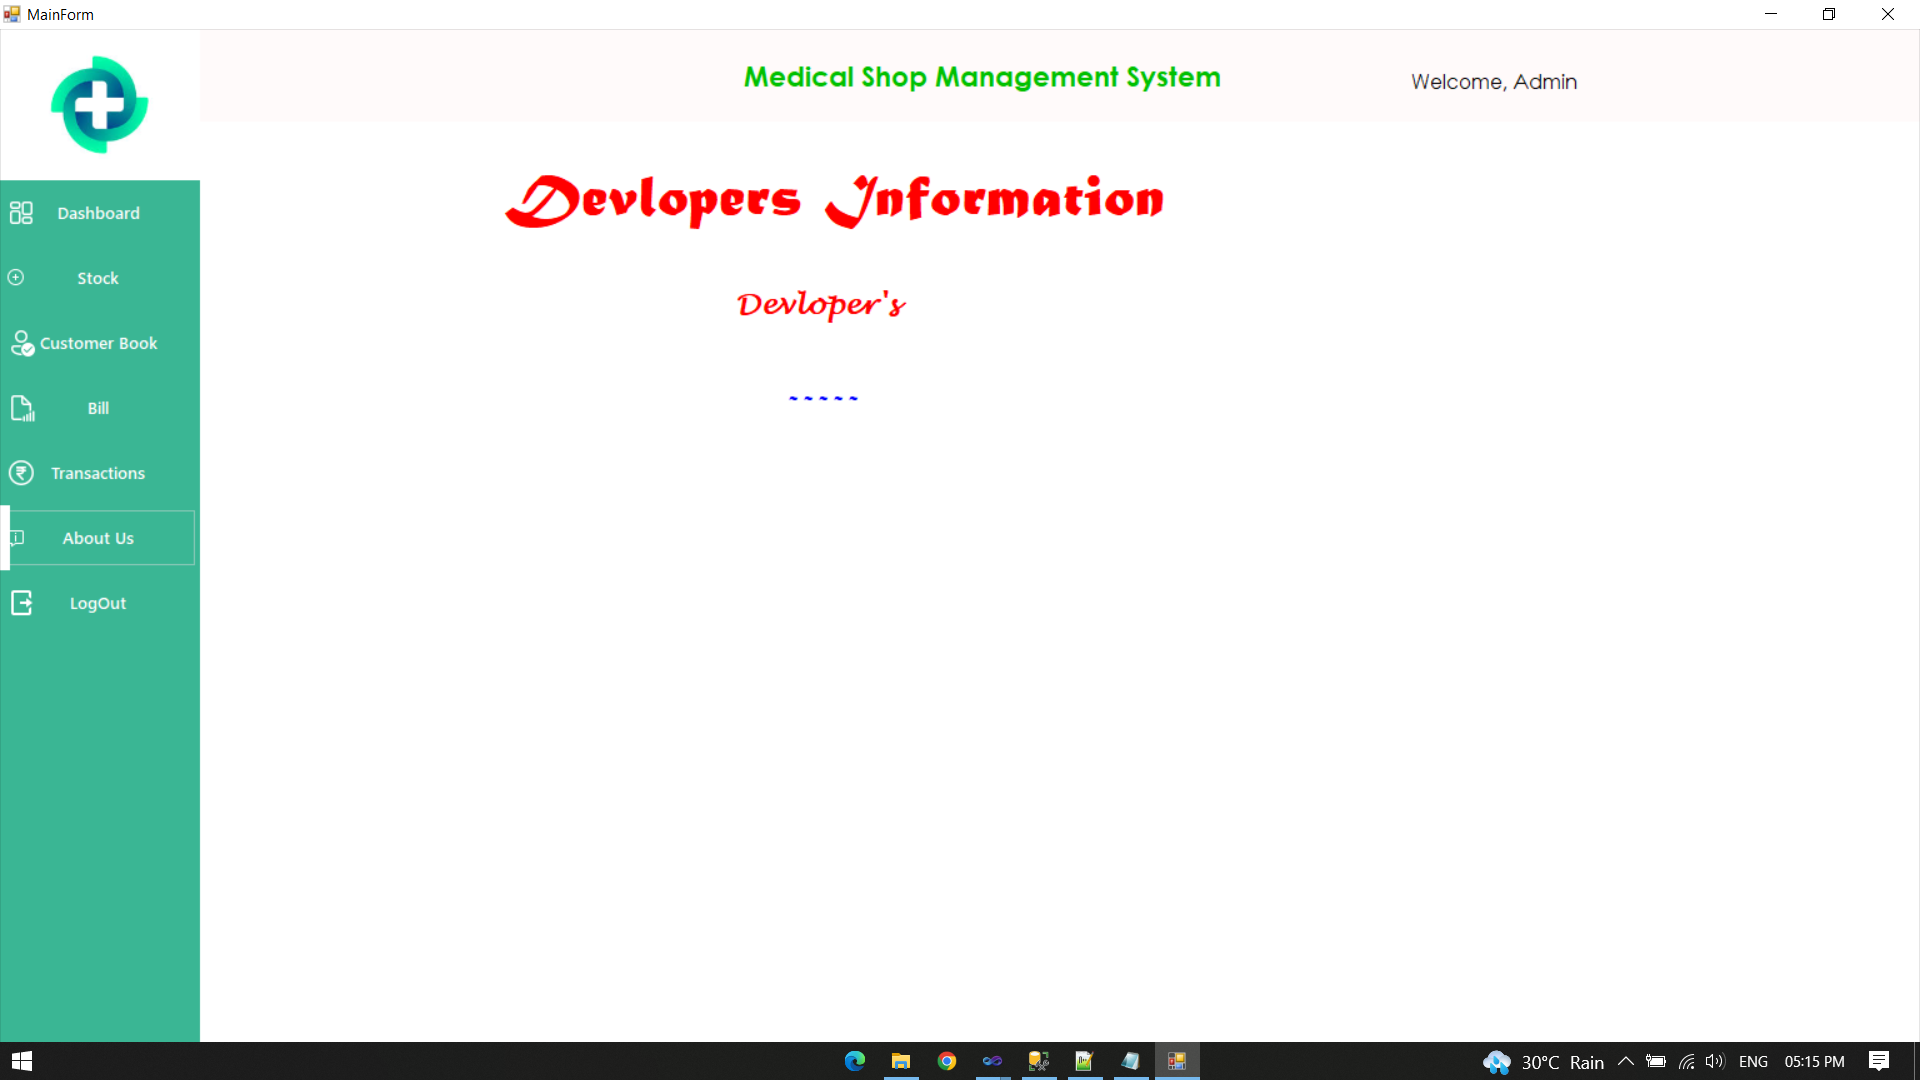 MainForm
Medical Shop Management System
Welcome, Admin
Devlopers Information
Devloper's
~ ~ ~ ~ ~
Dashboard
Stock
Customer Book
Bill
Transactions
About Us
LogOut
30°C Rain
ENG
05:15 PM